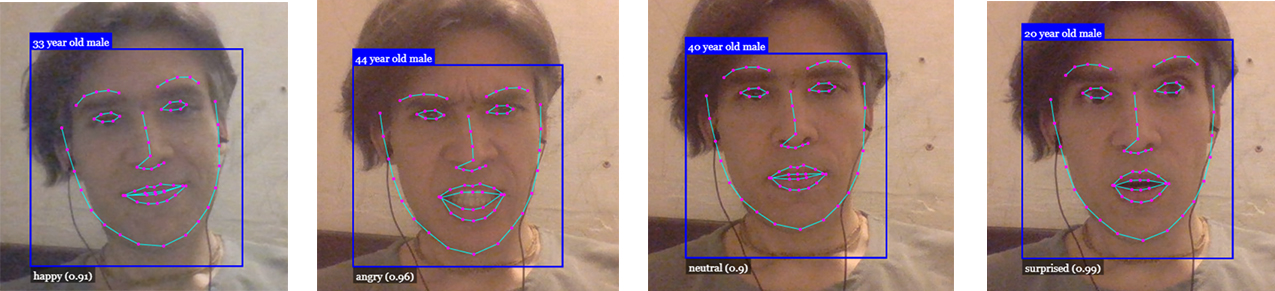 33 year old male
happy (0.91)
44 year old male
angry (0.96)
40 year old male
neutral (0.9)
20 year old male
surprised (0.99)